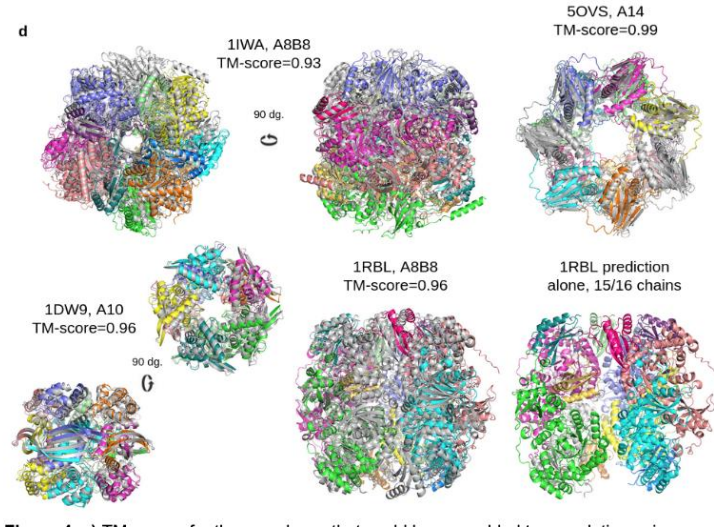 d
1IWA, A8B8
TM-score=0.93
90 dg.
5OVS, A14
TM-score=0.99
1DW9, A10
TM-score=0.96
90 dg.
1RBL, A8B8
TM-score=0.96
1RBL prediction
alone, 15/16 chains